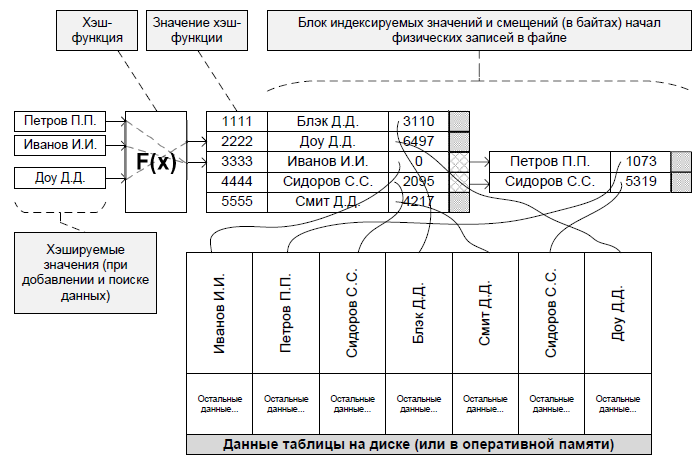 Хэш-
функция
Значение хэш-
функции
Блок индексируемых значений и смещений (в байтах) начал
физических записей в файле
Петров П.П.
Иванов И.И.
Доу Д.Д.
F(x)
1111 Блэк Д.Д. 3110
2222 Доу Д.Д. 6497
3333 Иванов И.И. 0
4444 Сидоров С.С. 2095
5555 Смит Д.Д. 4217
Петров П.П. 1073
Сидоров С.С. 5319
Хэшируемые
значения (при
добавлении и поиске
данных)
Иванов И.И.
Петров П.П.
Сидоров С.С.
Блэк Д.Д.
Смит Д.Д.
Сидоров С.С.
Доу Д.Д.
Остальные
данные...
Остальные
данные...
Остальные
данные...
Остальные
данные...
Остальные
данные...
Остальные
данные...
Остальные
данные...
Данные таблицы на диске (или в оперативной памяти)